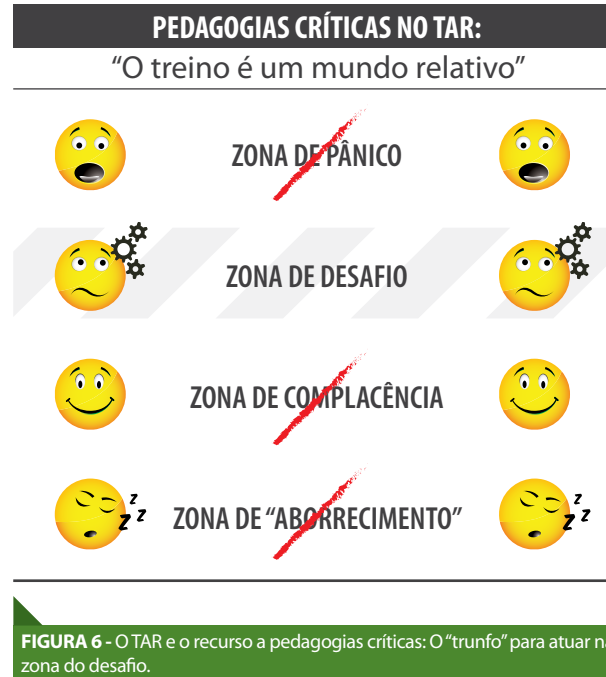 PEDAGOGIAS CRÍTICAS NO TAR:
“O treino é um mundo relativo”
ZONA DE PÂNICO
ZONA DE DESAFIO
ZONA DE COMPLACÊNCIA
z z z z z z
ZONA DE “ABORRECIMENTO”
FIGURA 6 - O TAR e o recurso a pedagogias críticas: O “trunfo” para atuar na
zona do desafio.